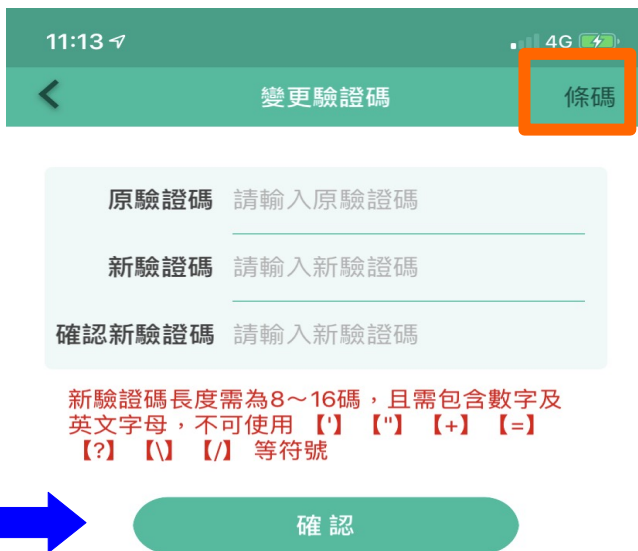 11:13 4G
變更驗證碼 條碼
原驗證碼 請輸入原驗證碼
新驗證碼 請輸入新驗證碼
確認新驗證碼 請輸入新驗證碼
新驗證碼長度需為8～16碼，且需包含數字及
英文字母，不可使用 【'】 【"】 【+】 【=】
【?】 【\】 【/】 等符號
確認